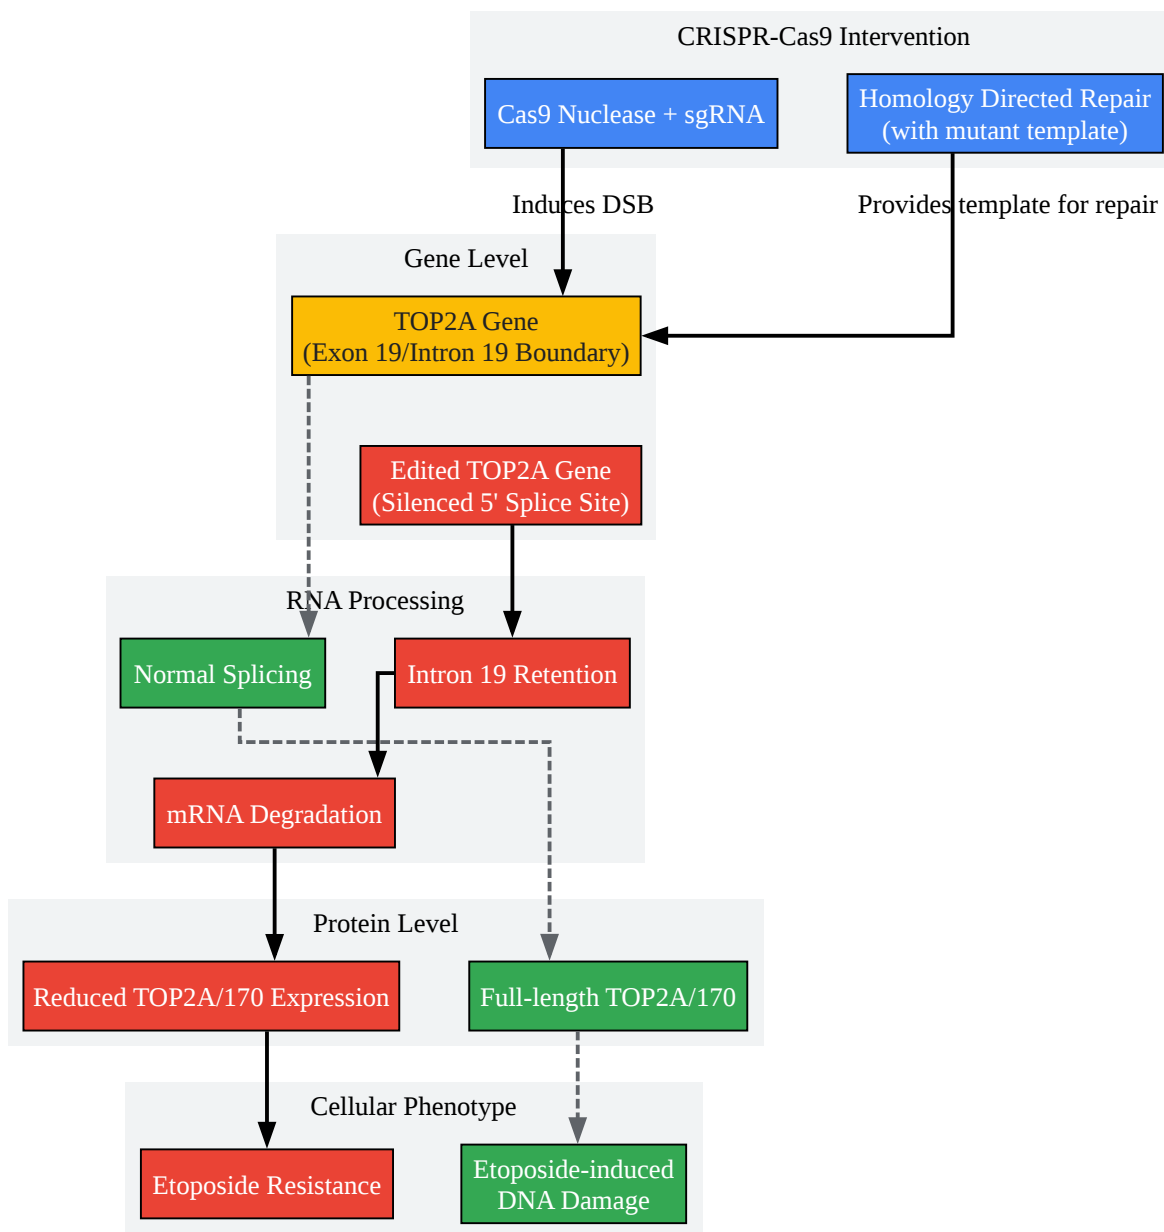 CRISPR-Cas9 Intervention
Cas9 Nuclease + sgRNA
Homology Directed Repair
(with mutant template)
Induces DSB
Provides template for repair
Gene Level
TOP2A Gene
(Exon 19/Intron 19 Boundary)
Edited TOP2A Gene
(Silenced 5' Splice Site)
RNA Processing
Normal Splicing
Intron 19 Retention
mRNA Degradation
Protein Level
Reduced TOP2A/170 Expression
Full-length TOP2A/170
Cellular Phenotype
Etoposide Resistance
Etoposide-induced
DNA Damage